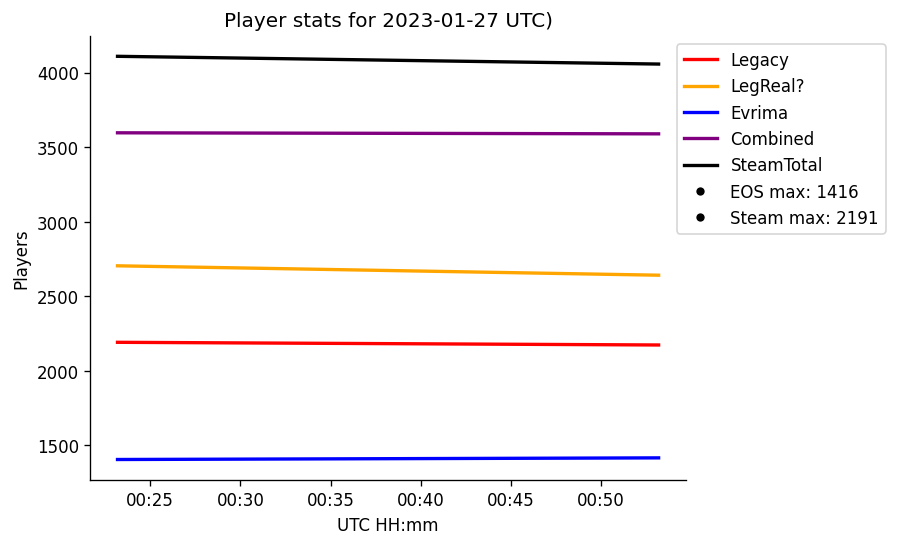 Player stats for 2023-01-27 UTC)
Legacy
LegReal?
Evrima
Combined
SteamTotal
EOS max: 1416
Steam max: 2191
Players
4000
3500
3000
2500
2000
1500
00:25 00:30 00:35 00:40 00:45 00:50
UTC HH:mm